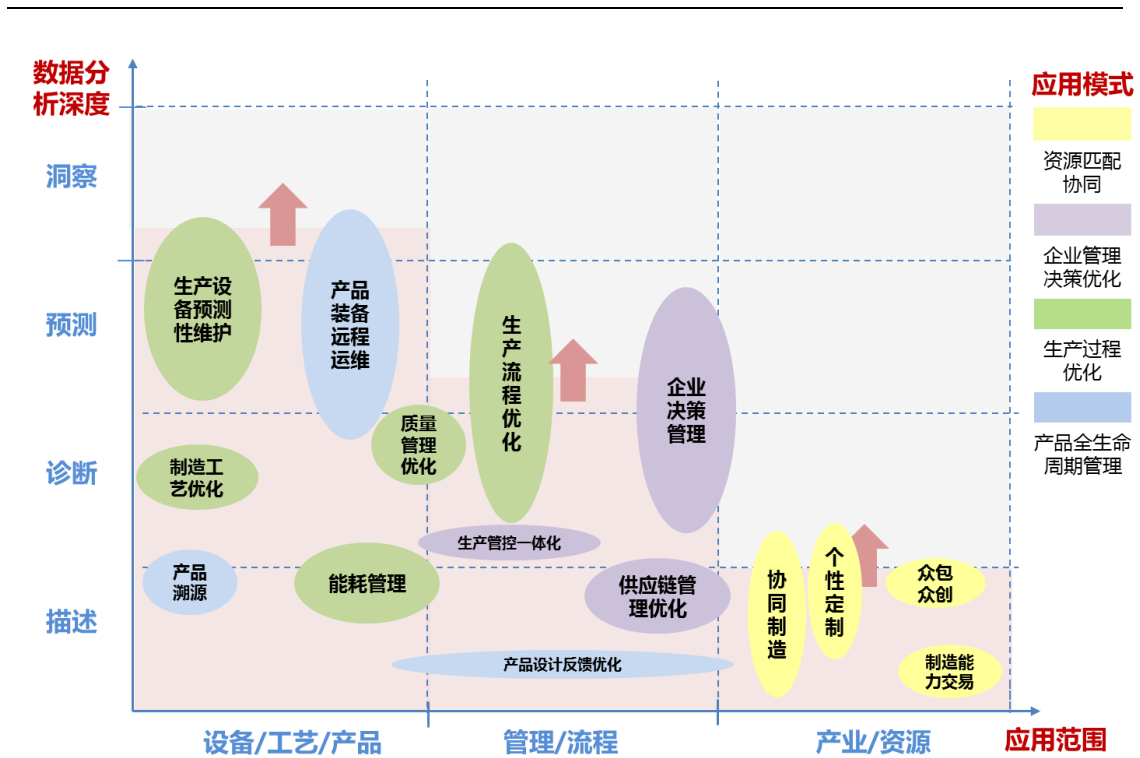 数据分
析深度
洞察
预测
诊断
描述
生产设
备预测
性维护
产品
装备
远程
运维
生
产
流
程
优
化
企业
决策
管理
质量
管理
优化
制造工
艺优化
生产管控一体化
产品
溯源
能耗管理
供应链管
理优化
协
同
制
造
个
性
定
制
众包
众创
产品设计反馈优化
制造能
力交易
设备/工艺/产品
管理/流程
产业/资源
应用范围
应用模式
资源匹配
协同
企业管理
决策优化
生产过程
优化
产品全生命
周期管理